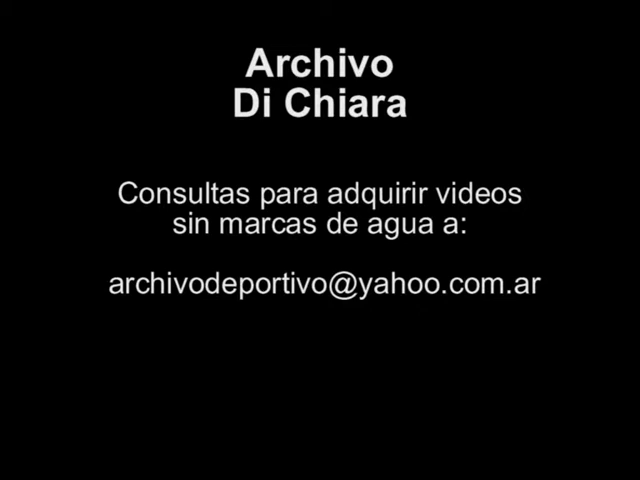 Archivo
Di Chiara
Consultas para adquirir videos
sin marcas de agua a:
archivodeportivo@yahoo.com.ar